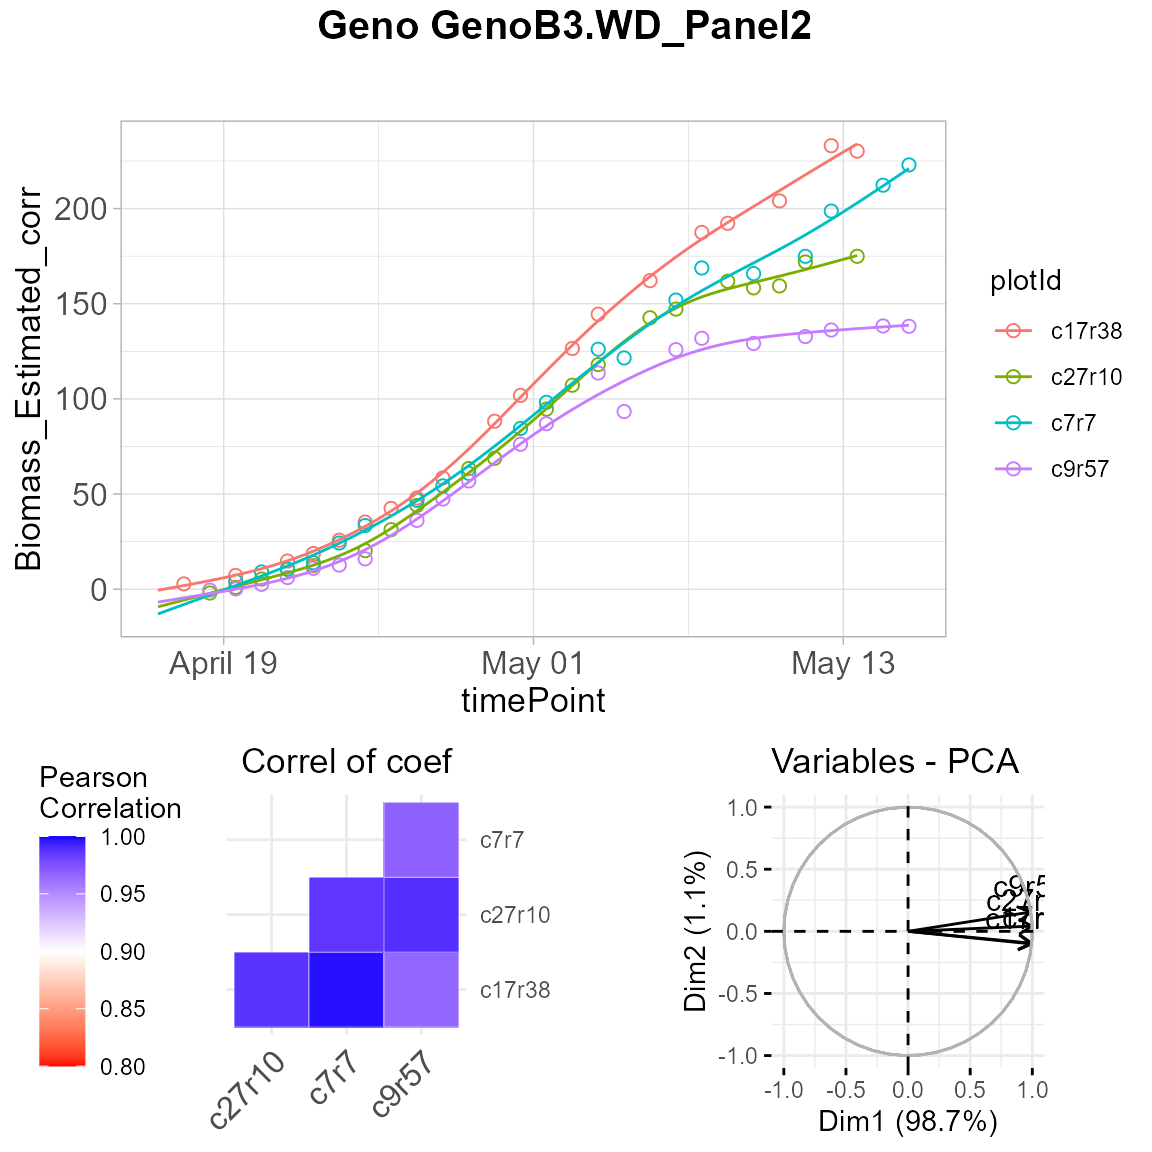 Geno GenoB3.WD_Panel2
Biomass_Estimated_corr
200
150
100
50
0
April 19
May 01
May 13
timePoint
plotId
c17r38
c27r10
c7r7
c9r57
Pearson
Correlation
1.00
0.95
0.90
0.85
0.80
Correl of coef
c7r7
c27r10
c17r38
c27r10
c7r7
c9r57
Variables - PCA
Dim2 (1.1%)
1.0
0.5
0.0
-0.5
-1.0
c9r5
-1.0
-0.5
0.0
0.5
1.0
Dim1 (98.7%)